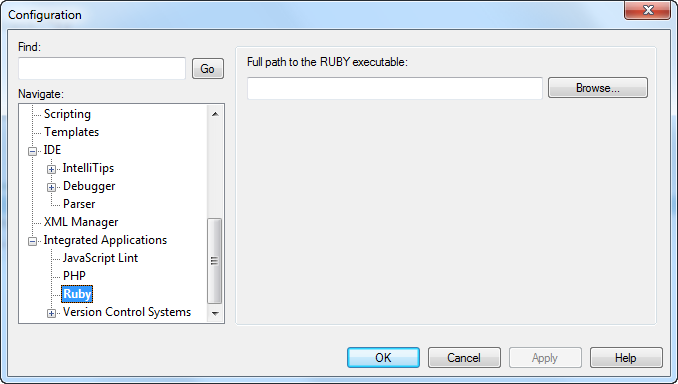 Configuration
Find:
Go
Navigate:
Scripting
Templates
IDE
IntelliTips
Debugger
Parser
XML Manager
Integrated Applications
JavaScript Lint
PHP
Ruby
Version Control Systems
Full path to the RUBY executable:
Browse...
OK
Cancel
Apply
Help